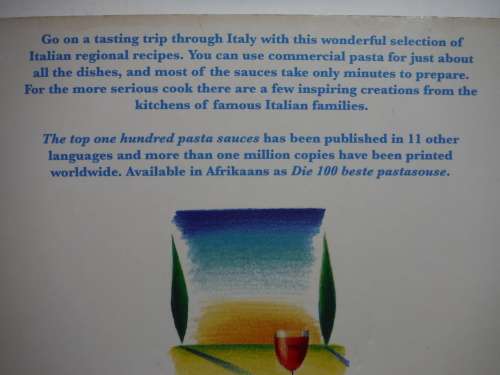 Go on a tasting trip through Italy with this wonderful selection of
Italian regional recipes. You can use commercial pasta for just about
all the dishes, and most of the sauces take only minutes to prepare.
For the more serious cook there are a few inspiring creations from the
kitchens of famous Italian families.
The top one hundred pasta sauces has been published in 11 other
languages and more than one million copies have been printed
worldwide. Available in Afrikaans as Die 100 beste pastasouse.